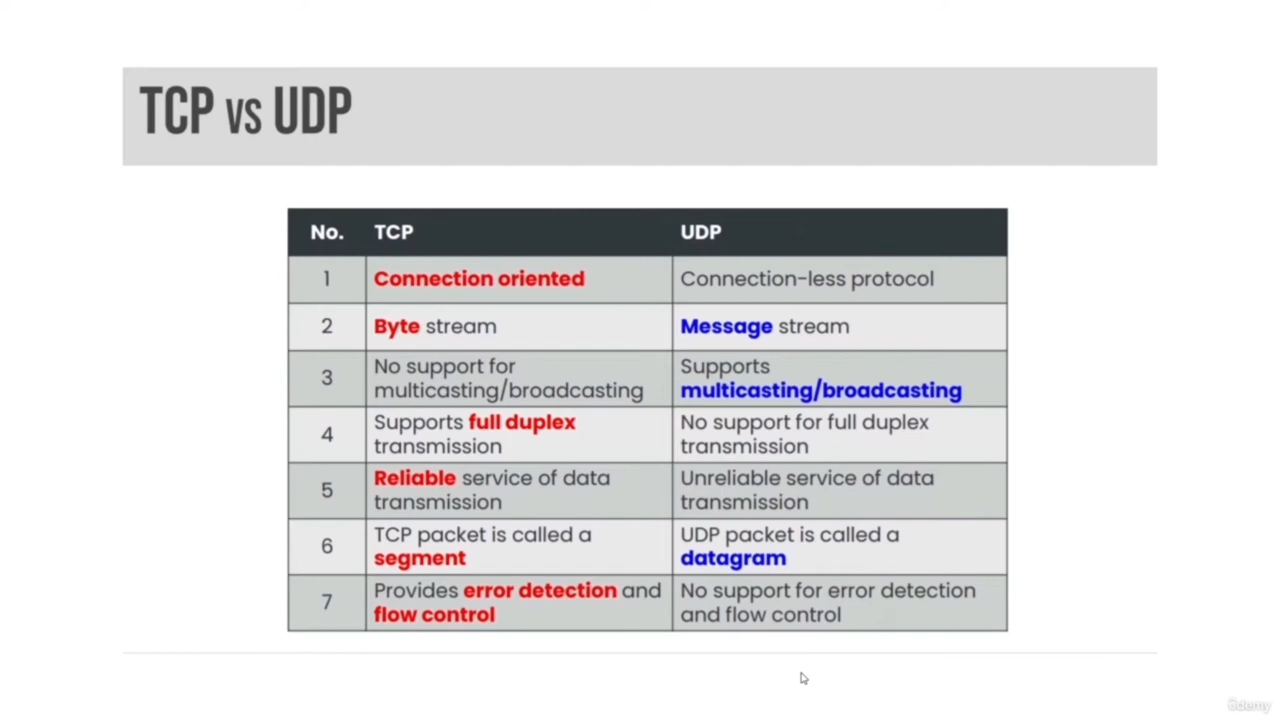 TCP VS UDP
No. TCP UDP
1 Connection oriented Connection-less protocol
2 Byte stream Message stream
3 No support for multicasting/broadcasting Supports multicasting/broadcasting
4 Supports full duplex transmission No support for full duplex transmission
5 Reliable service of data transmission Unreliable service of data transmission
6 TCP packet is called a segment UDP packet is called a datagram
7 Provides error detection and flow control No support for error detection and flow control
ûdemy